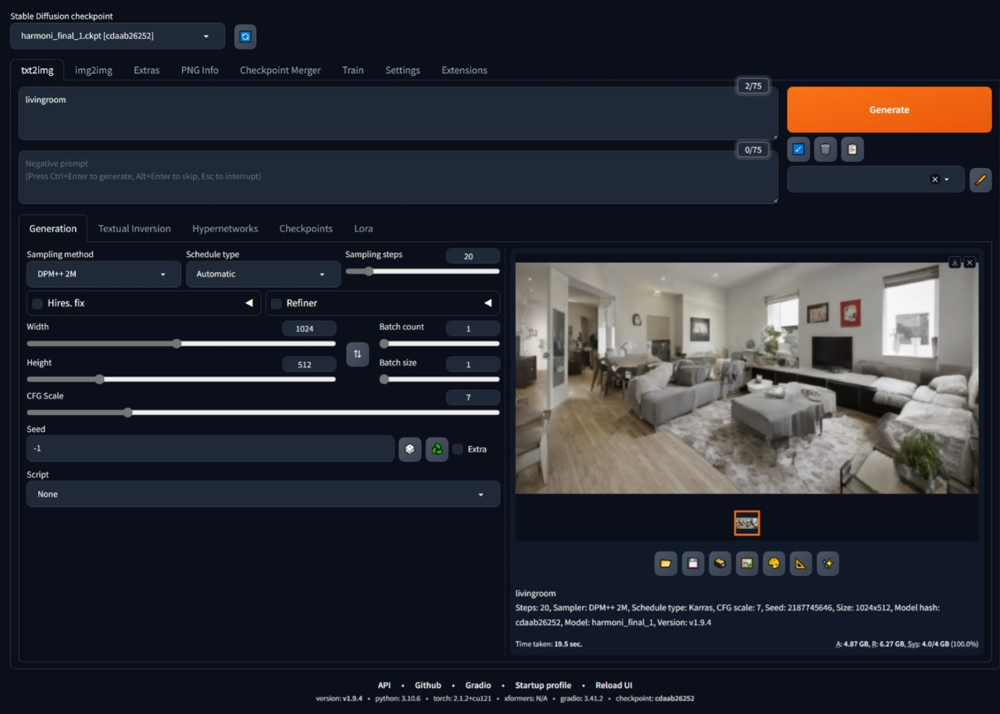 Stable Diffusion checkpoint
harmoni_final_1.ckpt [cdaab26252]
txt2img img2img Extras PNG Info Checkpoint Merger Train Settings Extensions
2/75
livingroom
Generate
0/75
Negative prompt
(Press Ctrl+Enter to generate, Alt+Enter to skip, Esc to interrupt)
Generation Textual Inversion Hypernetworks Checkpoints Lora
Sampling method Schedule type Sampling steps 20
DPM++ 2M Automatic
Hires. fix Refiner
Width 1024 Batch count 1
Height 512 Batch size 1
CFG Scale 7
Seed
-1 Extra
Script
None
livingroom
Steps: 20, Sampler: DPM++ 2M, Schedule type: Karras, CFG scale: 7, Seed: 2187745646, Size: 1024x512, Model hash:
cdaab26252, Model: harmoni_final_1, Version: v1.9.4
Time taken: 19.5 sec. A: 4.87 GB, R: 6.27 GB, Sys: 4.0/4 GB (100.0%)
API • Github • Gradio • Startup profile • Reload UI
version: v1.9.4 • python: 3.10.6 • torch: 2.1.2+cu121 • xformers: N/A • gradio: 3.41.2 • checkpoint: cdaab26252